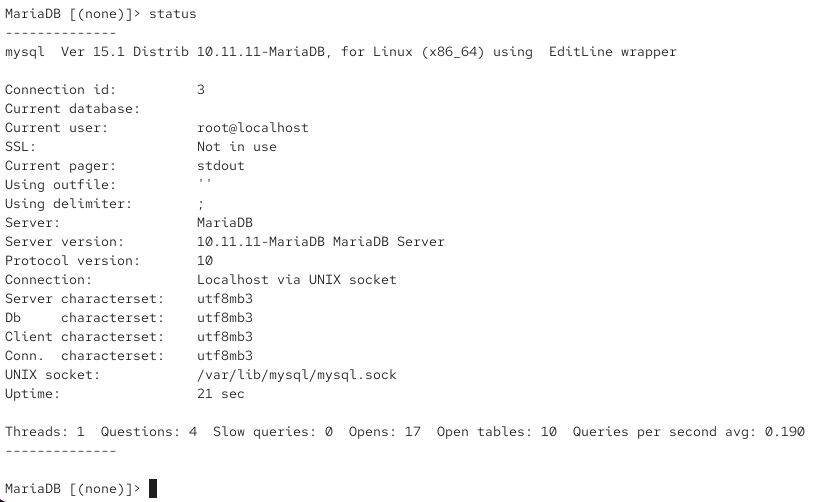 MariaDB [(none)]> status
--------------
mysql  Ver 15.1 Distrib 10.11.11-MariaDB, for Linux (x86_64) using  EditLine wrapper

Connection id:          3
Current database:
Current user:           root@localhost
SSL:                    Not in use
Current pager:          stdout
Using outfile:          ''
Using delimiter:        ;
Server:                 MariaDB
Server version:         10.11.11-MariaDB MariaDB Server
Protocol version:       10
Connection:             Localhost via UNIX socket
Server characterset:    utf8mb3
Db     characterset:    utf8mb3
Client characterset:    utf8mb3
Conn.  characterset:    utf8mb3
UNIX socket:            /var/lib/mysql/mysql.sock
Uptime:                 21 sec

Threads: 1  Questions: 4  Slow queries: 0  Opens: 17  Open tables: 10  Queries per second avg: 0.190
--------------

MariaDB [(none)]>